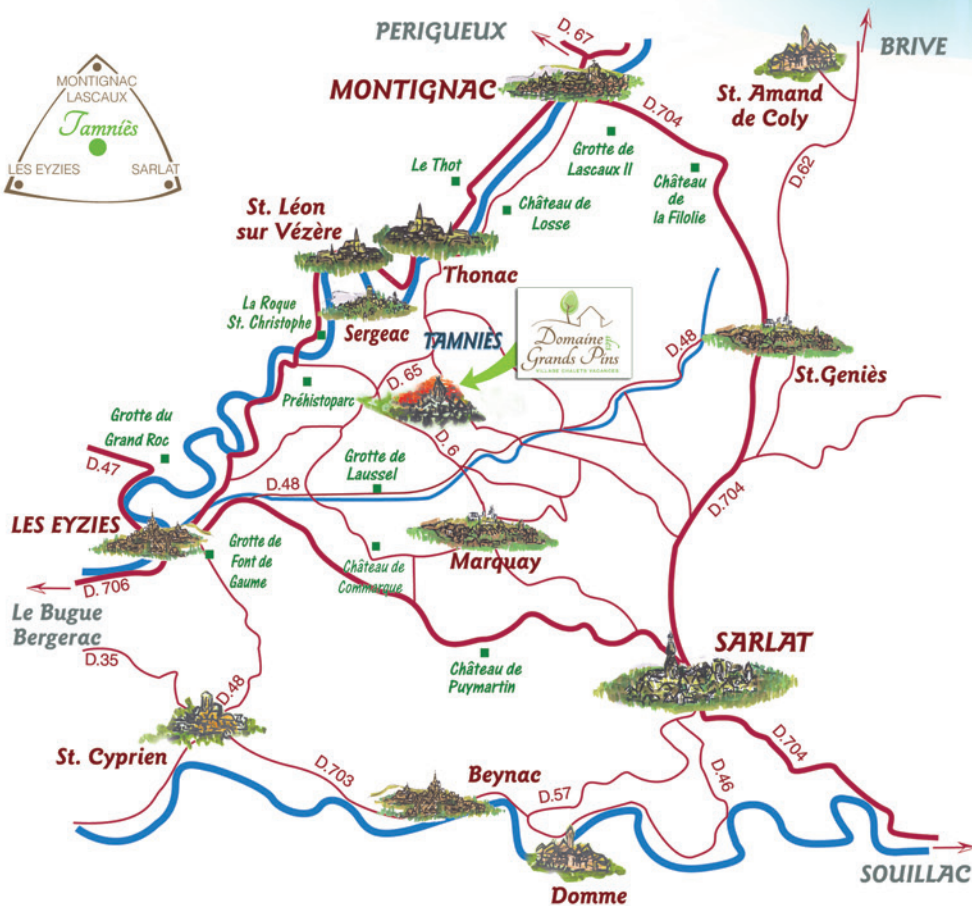 D. 67
PERIGUEUX
BRIVE
MONTIGNAC
LASCAUX
Tamniès
LES EYZIES
SARLAT
MONTIGNAC
D.704
St. Amand
de Coly
Grotte de
Lascaux II
Le Thot
D.62
Château
de
la Filolie
Château de
Losse
St. Léon
sur Vézère
Thonac
La Roque
St. Christophe
Sergeac
TAMNIES
Domaine
des
Grands Pins
VILLAGE CHALETS VACANCES
D.48
St.Geniès
D. 65
Préhistoparc
Grotte du
Grand Roc
D. 6
D.47
Grotte de
Laussel
D.48
D.704
LES EYZIES
Grotte de
Font de
Gaume
Château de
Commarque
Marquay
D. 706
Le Bugue
Bergerac
D.35
SARLAT
Château de
Puymartin
D.48
St. Cyprien
D.703
Beynac
D.57
D.46
D.704
Domme
SOUILLAC